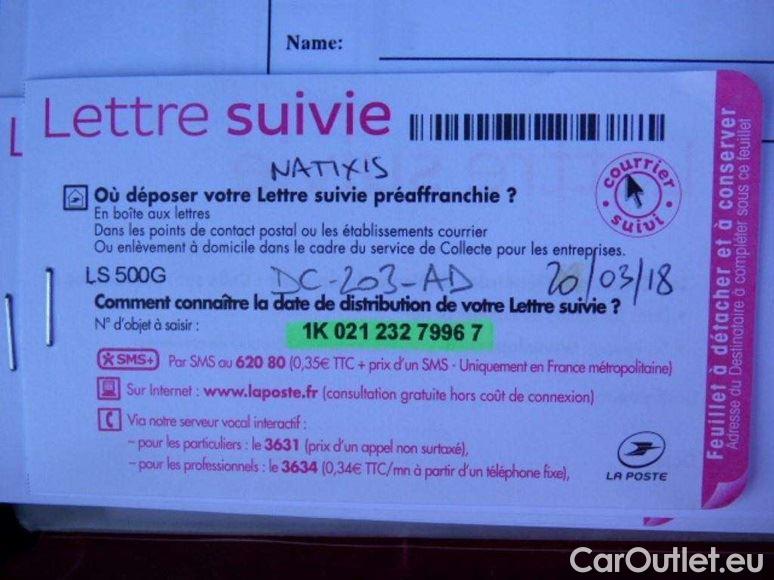 Name:
Lettre suivie
NATIXIS
courrier suivi
Où déposer votre Lettre suivie préaffranchie ?
En boîte aux lettres
Dans les points de contact postal ou les établissements courrier
Ou enlèvement à domicile dans le cadre du service de Collecte pour les entreprises.
LS 500G
DC-203-AD 20/03/18
Comment connaître la date de distribution de votre Lettre suivie ?
N° d'objet à saisir : 1K 021 232 7996 7
SMS+ Par SMS au 620 80 (0,35€ TTC + prix d'un SMS - Uniquement en France métropolitaine)
Sur Internet : www.laposte.fr (consultation gratuite hors coût de connexion)
Via notre serveur vocal interactif :
– pour les particuliers : le 3631 (prix d'un appel non surtaxé),
– pour les professionnels : le 3634 (0,34€ TTC/mn à partir d'un téléphone fixe),
LA POSTE
Feuillet à détacher et à conserver
Adresse du Destinataire à compléter sous ce feuillet
CarOutlet.eu